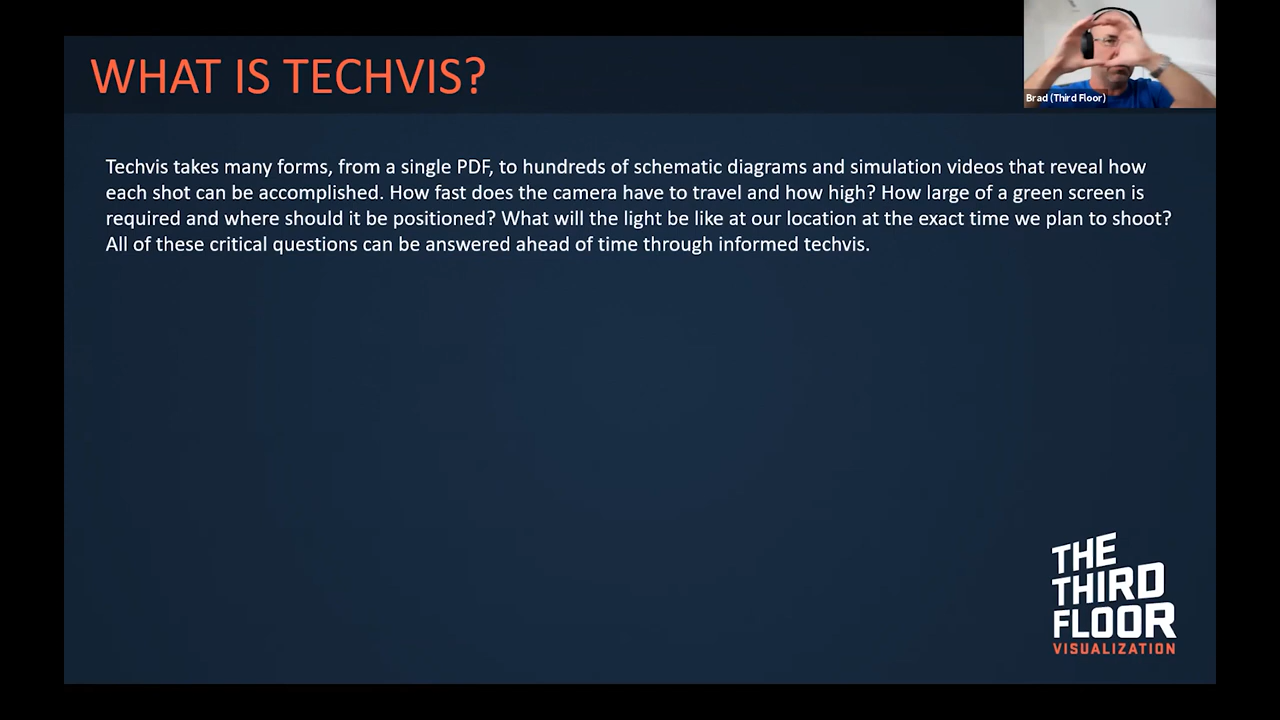 WHAT IS TECHVIS?
Brad (Third Floor)
Techvis takes many forms, from a single PDF, to hundreds of schematic diagrams and simulation videos that reveal how
each shot can be accomplished. How fast does the camera have to travel and how high? How large of a green screen is
required and where should it be positioned? What will the light be like at our location at the exact time we plan to shoot?
All of these critical questions can be answered ahead of time through informed techvis.
THE
THIRD
FLOOR
VISUALIZATION